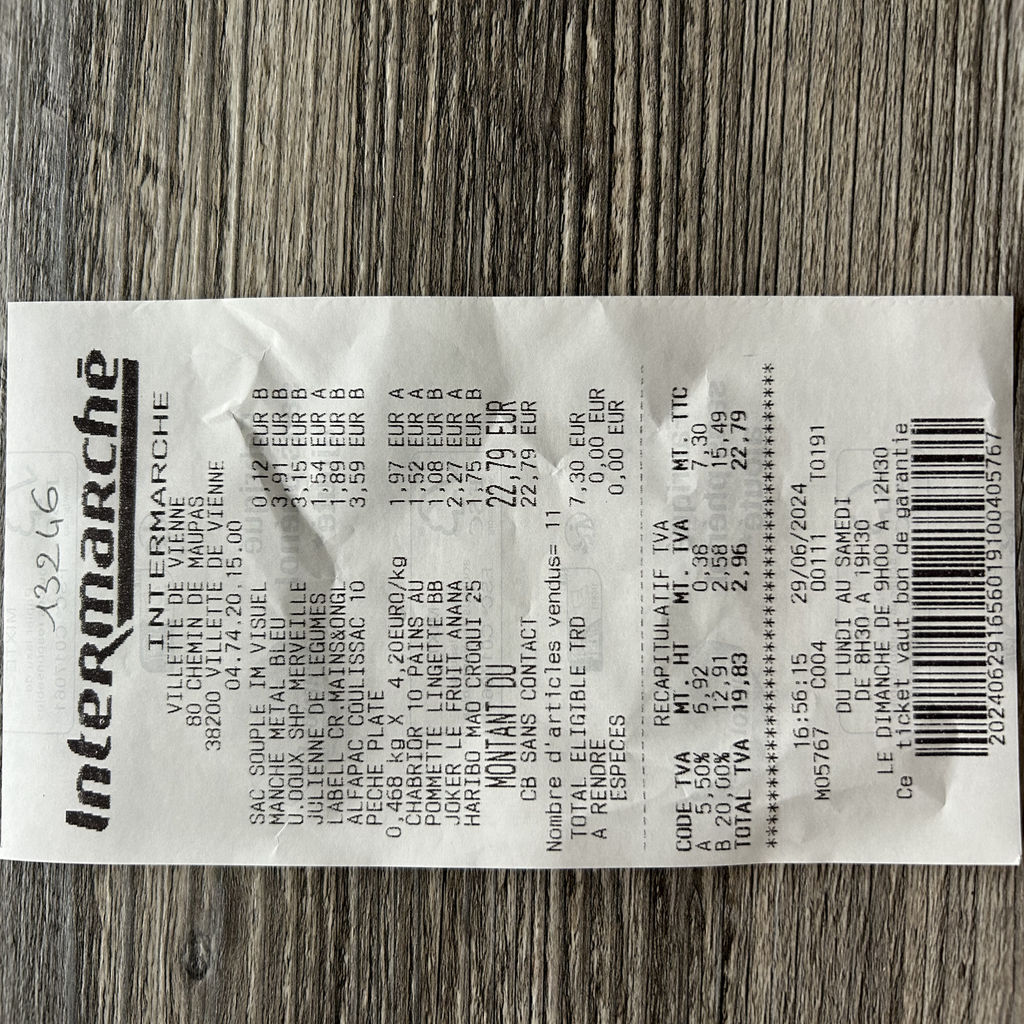 13246
Intermarché
INTERMARCHE
VILLETTE DE VIENNE
80 CHEMIN DE MAUPAS
38200 VILLETTE DE VIENNE
04.74.20.15.00
SAC SOUPLE IM VISUEL 0,12 EUR B
MANCHE METAL BLEU 3,91 EUR B
U.DOUX SHP MERVEILLE 3,15 EUR B
JULIENNE DE LEGUMES 1,54 EUR A
LABELL CR.MAINS&ONGL 1,89 EUR B
ALFAPAC COULISSAC 10 3,59 EUR B
PECHE PLATE
0,468 kg X 4,20EURO/kg 1,97 EUR A
CHABRIOR 10 PAINS AU 1,52 EUR A
POMMETTE LINGETTE BB 1,08 EUR B
JOKER LE FRUIT ANANA 2,27 EUR A
HARIBO MAO CROQUI 25 1,75 EUR B
MONTANT DU 22,79 EUR
CB SANS CONTACT 22,79 EUR
Nombre d'articles vendus= 11
TOTAL ELIGIBLE TRD 7,30 EUR
A RENDRE 0,00 EUR
ESPECES 0,00 EUR
RECAPITULATIF TVA
CODE TVA MT. HT MT. TVA MT. TTC
A 5,50% 6,92 0,38 7,30
B 20,00% 12,91 2,58 15,49
TOTAL TVA 19,83 2,96 22,79
16:56:15 29/06/2024
M05767 C004 00111 T0191
DU LUNDI AU SAMEDI
DE 8H30 A 19H30
LE DIMANCHE DE 9H00 A 12H30
Ce ticket vaut bon de garantie
20240629165601910040５767